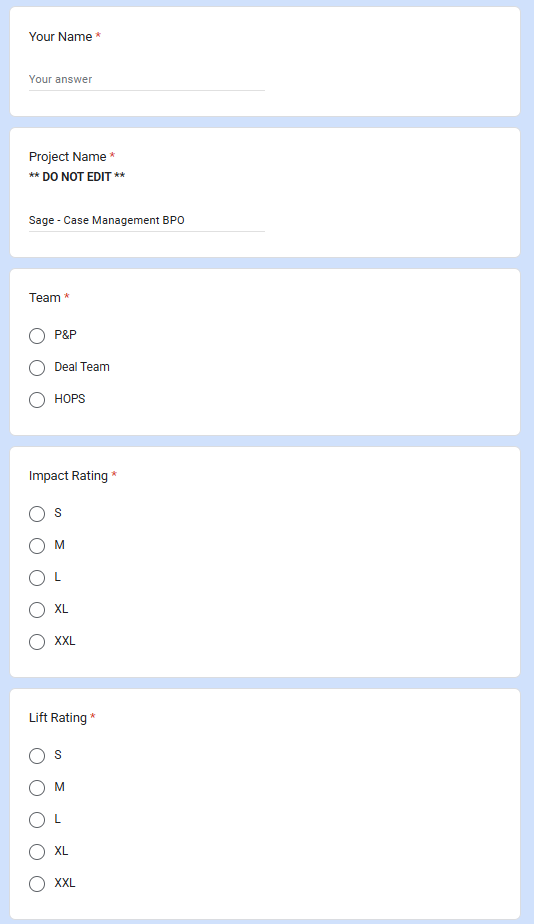 Your Name *
Your answer
Project Name *
** DO NOT EDIT **
Sage - Case Management BPO
Team *
P&P
Deal Team
HOPS
Impact Rating *
S
M
L
XL
XXL
Lift Rating *
S
M
L
XL
XXL